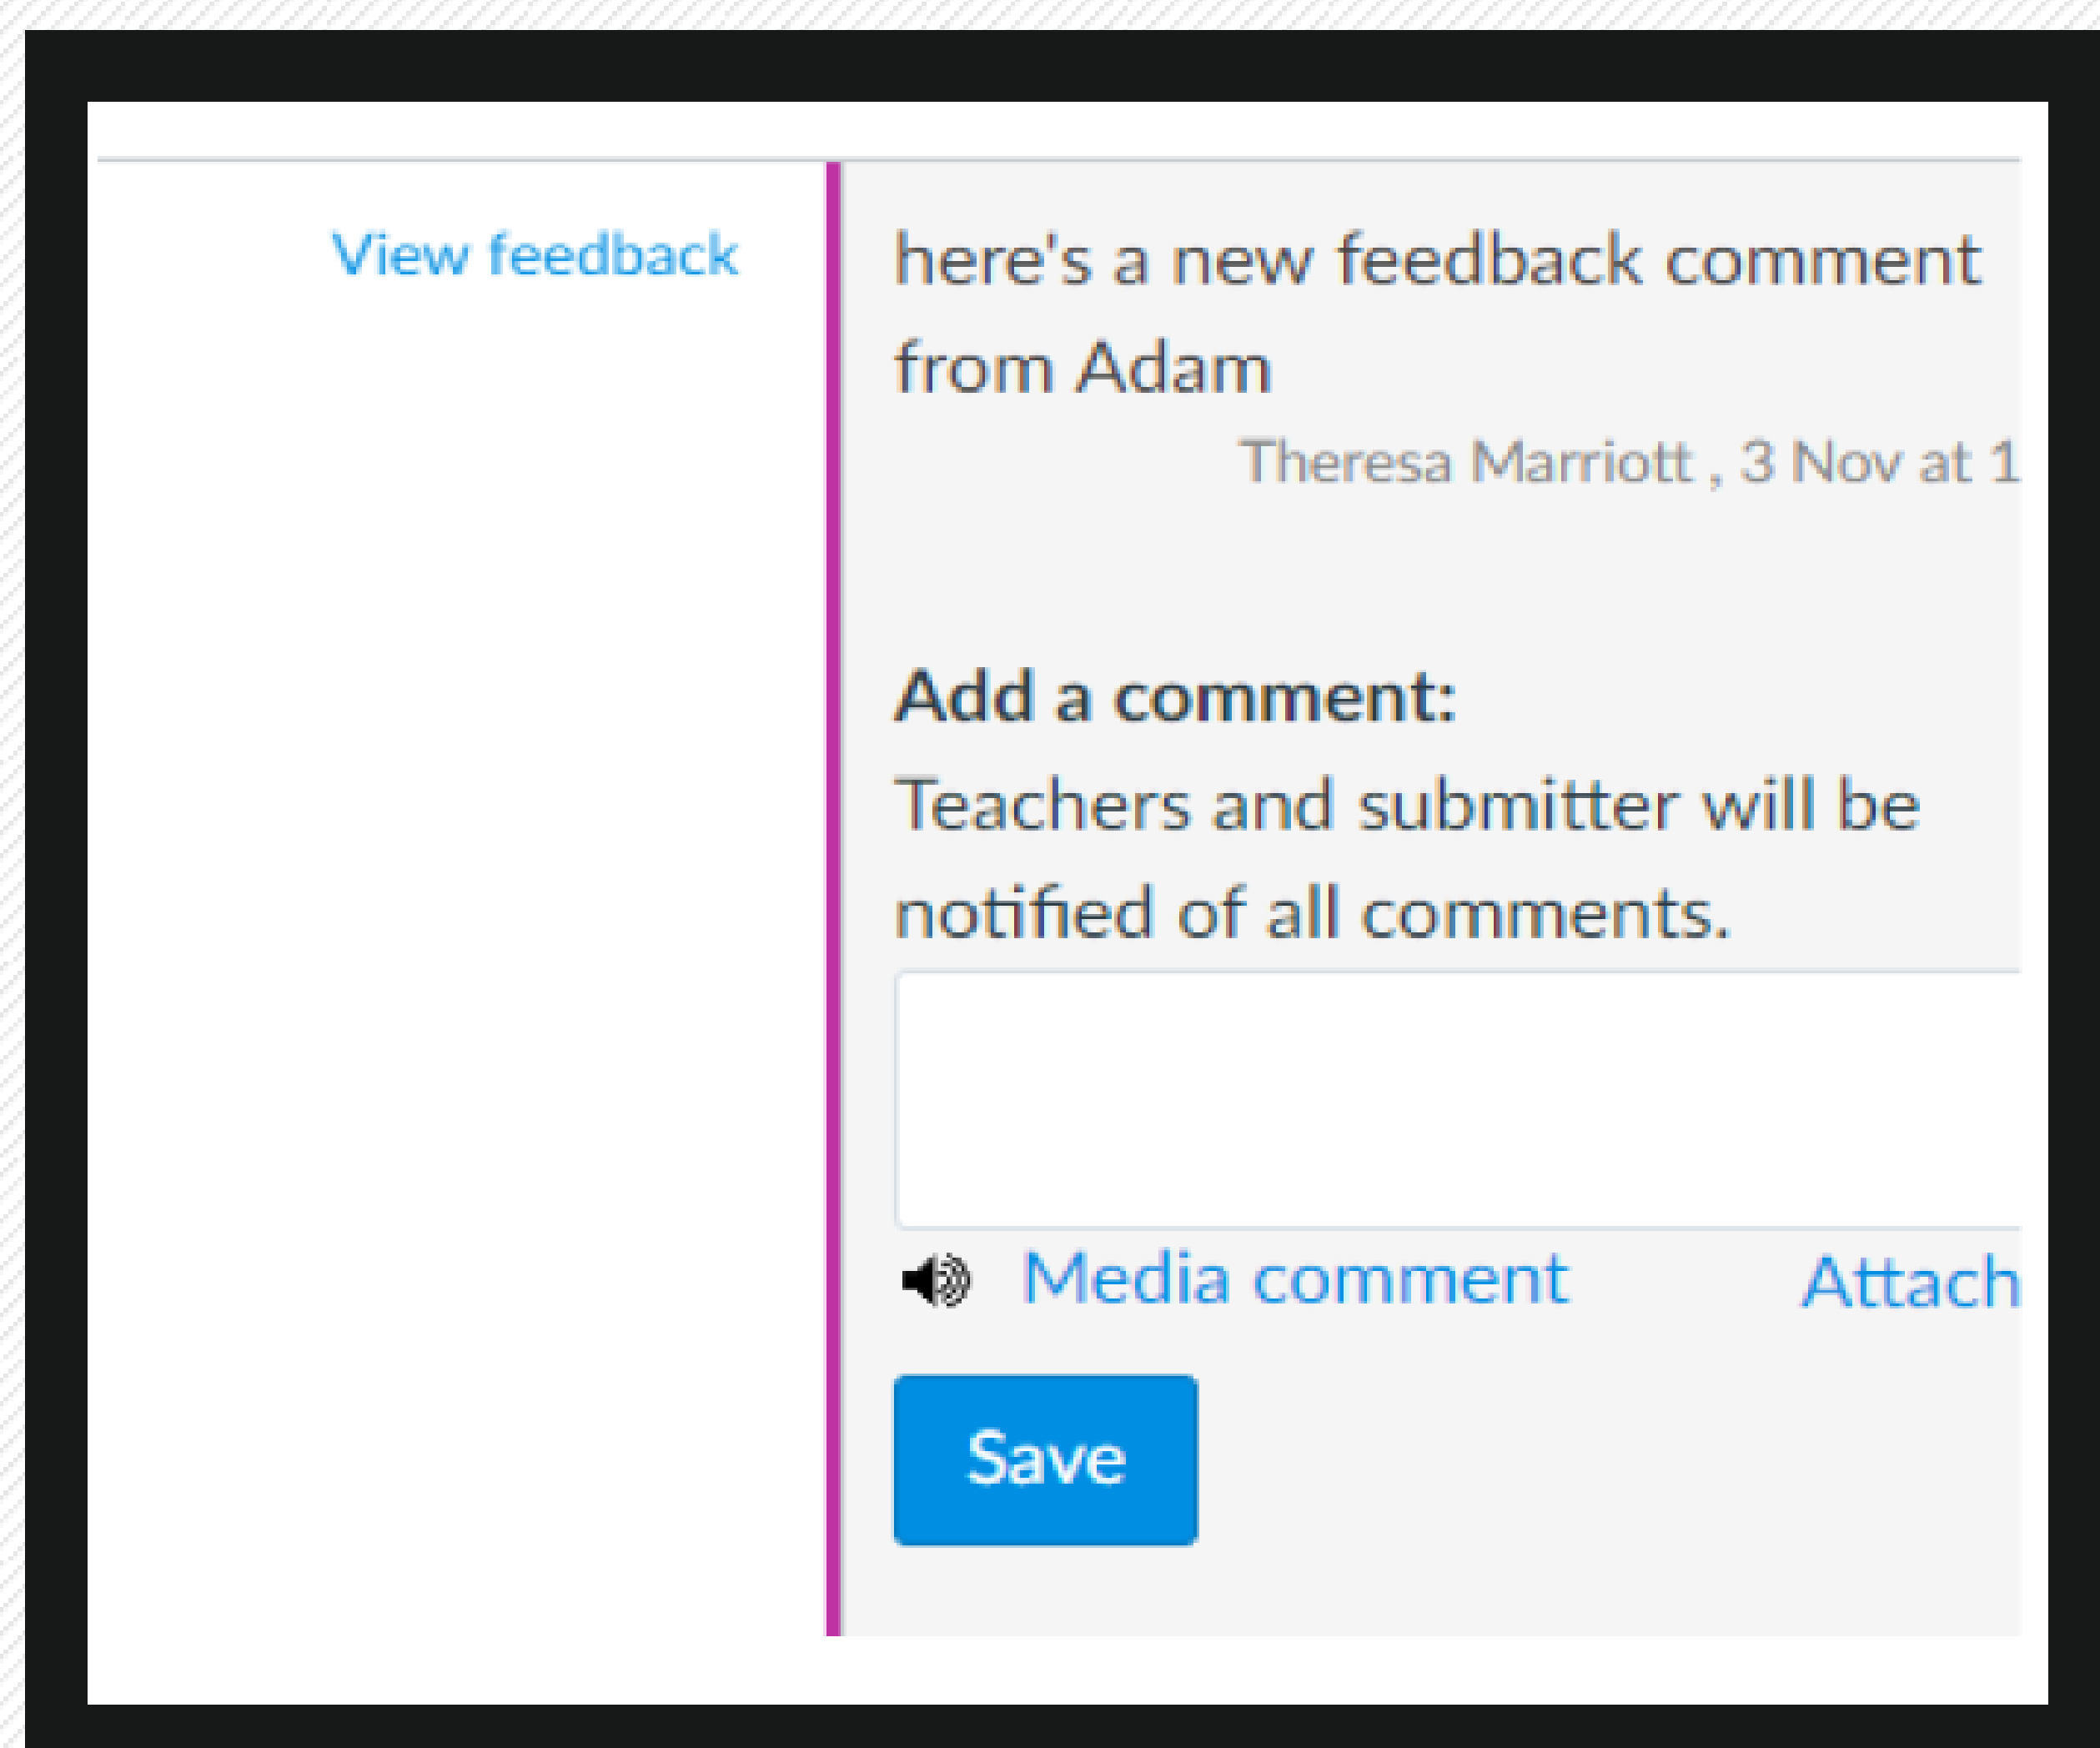 View feedback
here's a new feedback comment
from Adam
Theresa Marriott , 3 Nov at 1
Add a comment:
Teachers and submitter will be
notified of all comments.
Media comment
Attach
Save